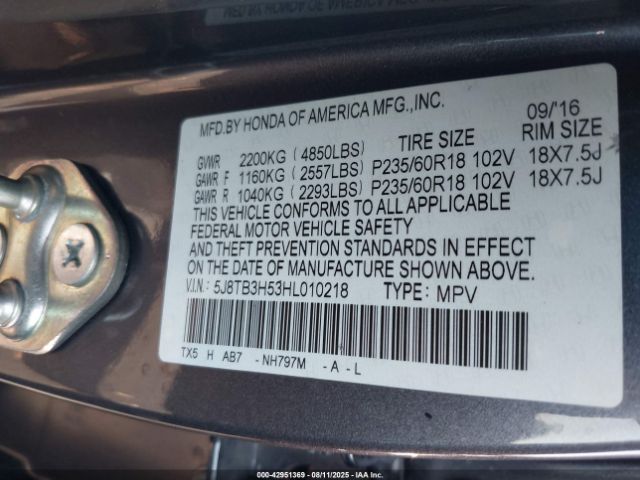 MFD.BY HONDA OF AMERICA MFG.,INC. 09/'16
GVWR 2200KG (4850LBS) TIRE SIZE RIM SIZE
GAWR F 1160KG (2557LBS) P235/60R18 102V 18X7.5J
GAWR R 1040KG (2293LBS) P235/60R18 102V 18X7.5J
THIS VEHICLE CONFORMS TO ALL APPLICABLE
FEDERAL MOTOR VEHICLE SAFETY
AND THEFT PREVENTION STANDARDS IN EFFECT
ON THE DATE OF MANUFACTURE SHOWN ABOVE.
V.I.N.: 5J8TB3H53HL010218 TYPE: MPV
TX5 H AB7 -NH797M -A-L
000-42951369 - 08/11/2025 - IAA Inc.